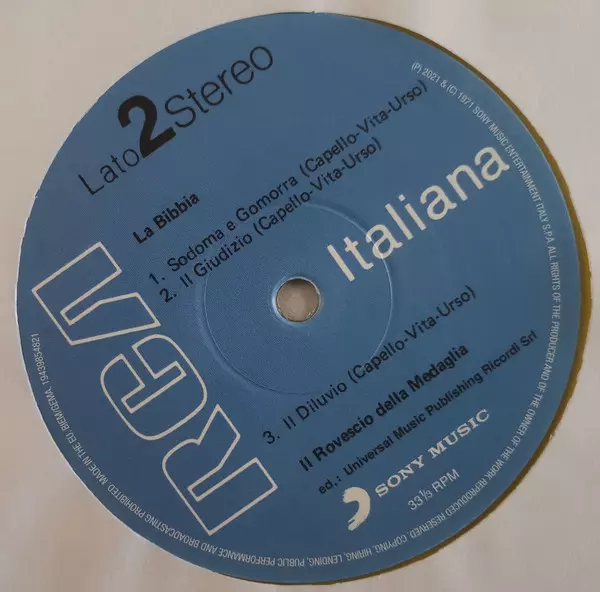 Lato 2 Stereo
La Bibbia
1. Sodoma e Gomorra (Capello-Vita-Urso)
2. Il Giudizio (Capello-Vita-Urso)
RCA Italiana
3. Il Diluvio (Capello-Vita-Urso)
Il Rovescio della Medaglia
ed,: Universal Music Publishing Ricordi Srl
SONY MUSIC
33 1/3 RPM
(P) 2021 & (C) 1971 SONY MUSIC ENTERTAINMENT ITALY S.P.A. ALL RIGHTS OF THE PRODUCER AND OF THE OWNER OF THE WORK REPRODUCED RESERVED. COPYING, HIRING, LENDING, PUBLIC PERFORMANCE AND BROADCASTING PROHIBITED. MADE IN THE EU. BIEM/GEMA. 19439854821